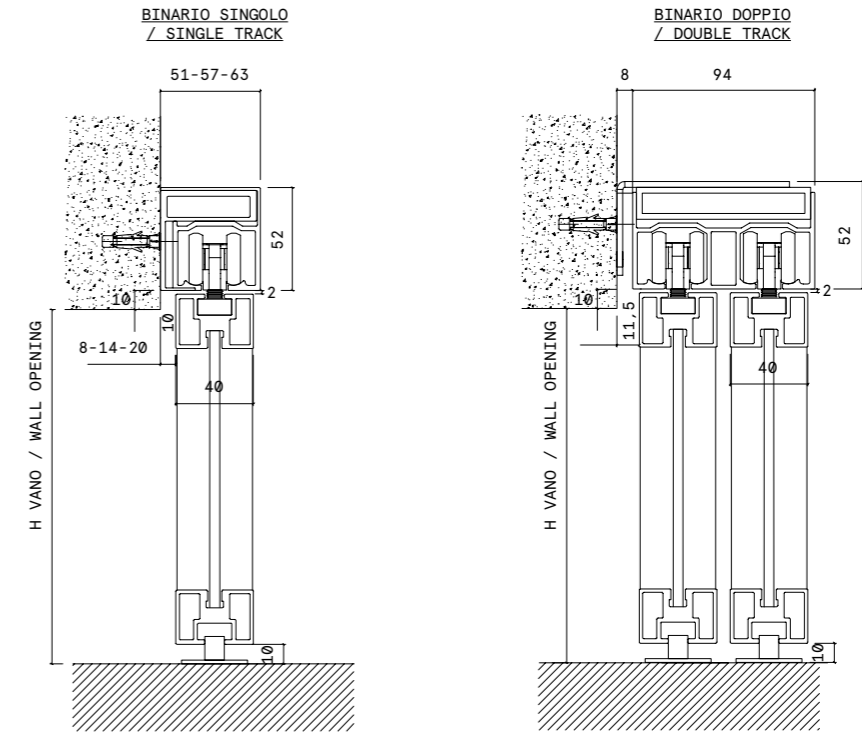 BINARIO SINGOLO
/ SINGLE TRACK
51-57-63
52
2
10
10
8-14-20
40
H VANO / WALL OPENING
10
BINARIO DOPPIO
/ DOUBLE TRACK
8
94
52
2
10
11,5
40
H VANO / WALL OPENING
10